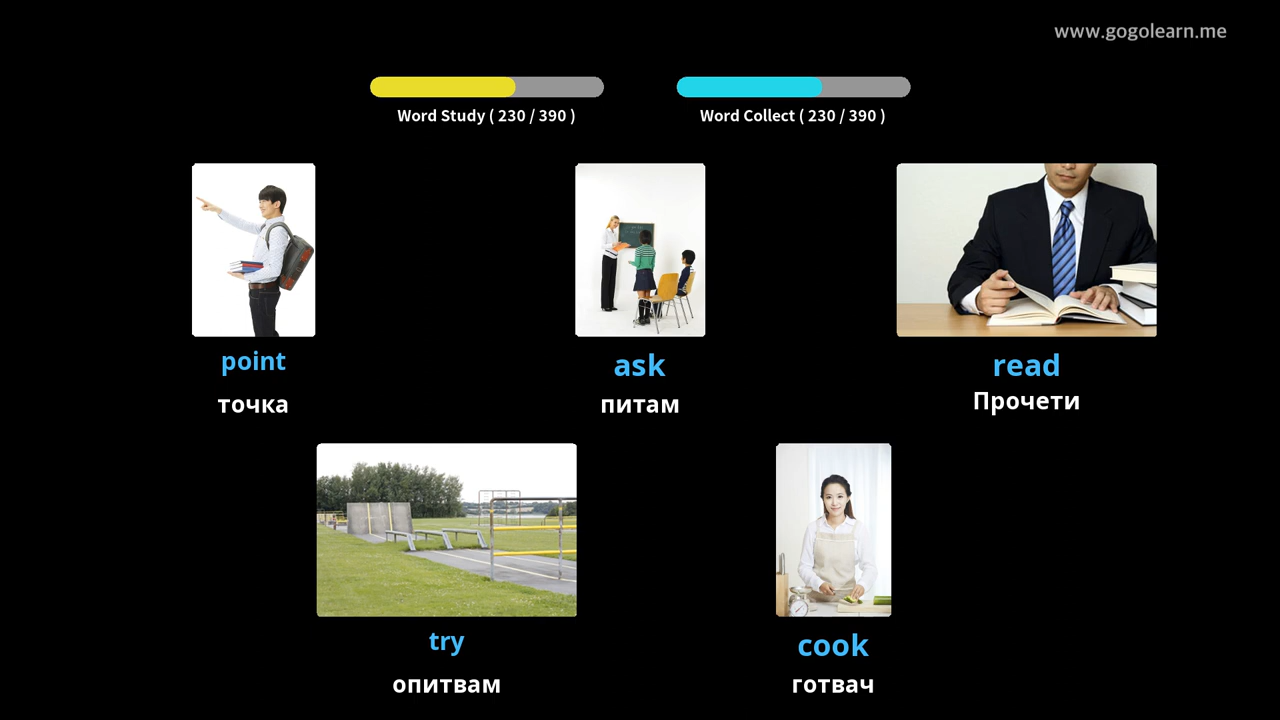 www.gogolearn.me
Word Study ( 230 / 390 )
Word Collect ( 230 / 390 )
point
точка
ask
питам
read
Прочети
try
опитвам
cook
готвач